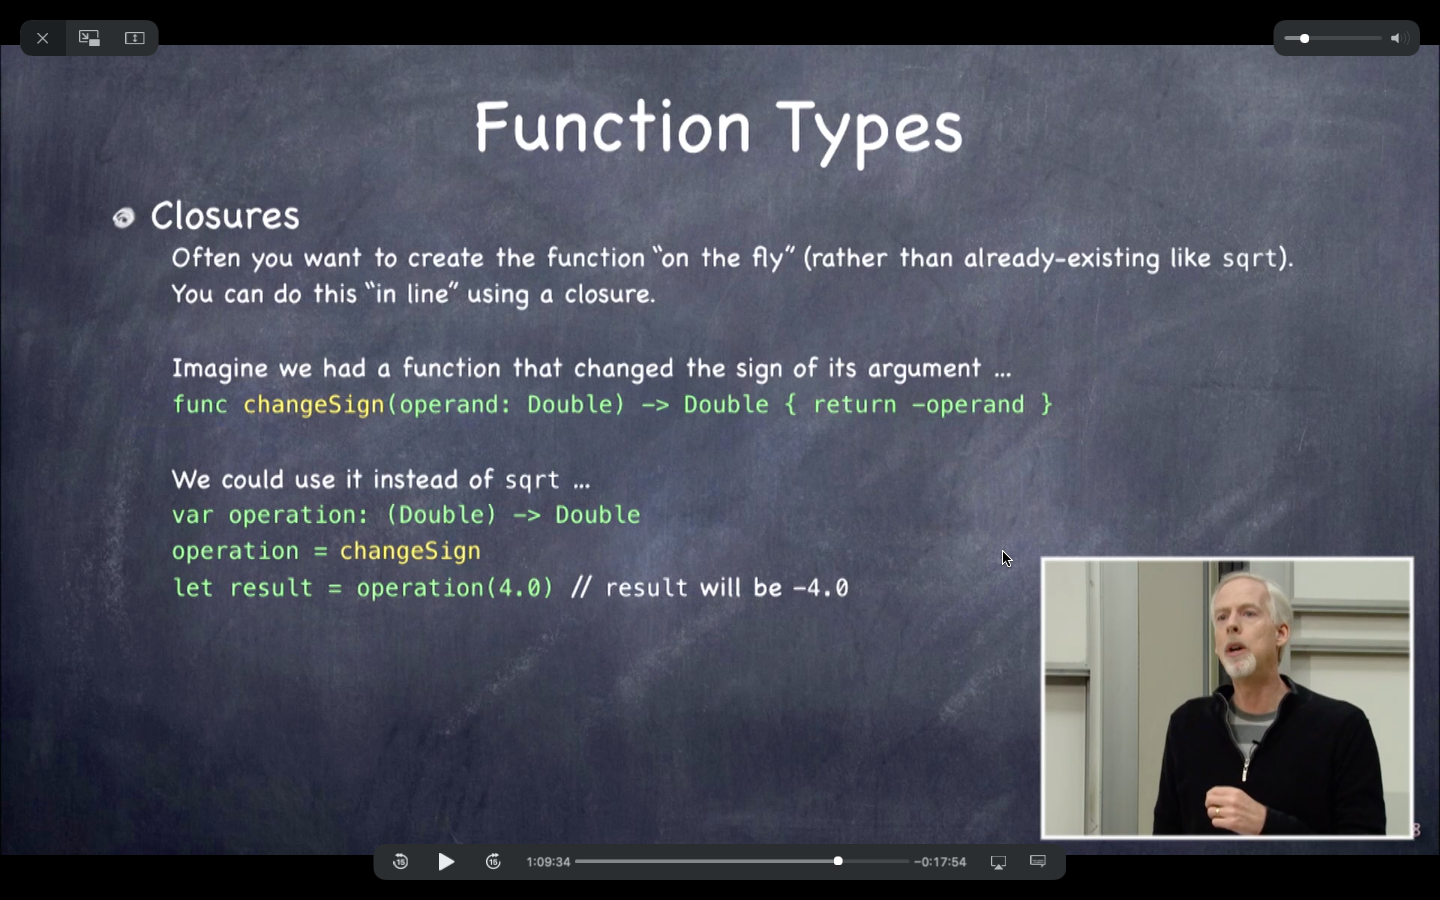 Function Types
Closures
Often you want to create the function “on the fly” (rather than already-existing like sqrt).
You can do this “in line” using a closure.
Imagine we had a function that changed the sign of its argument ...
func changeSign(operand: Double) -> Double { return -operand }
We could use it instead of sqrt ...
var operation: (Double) -> Double
operation = changeSign
let result = operation(4.0) // result will be -4.0
15
15
1:09:34
-0:17:54